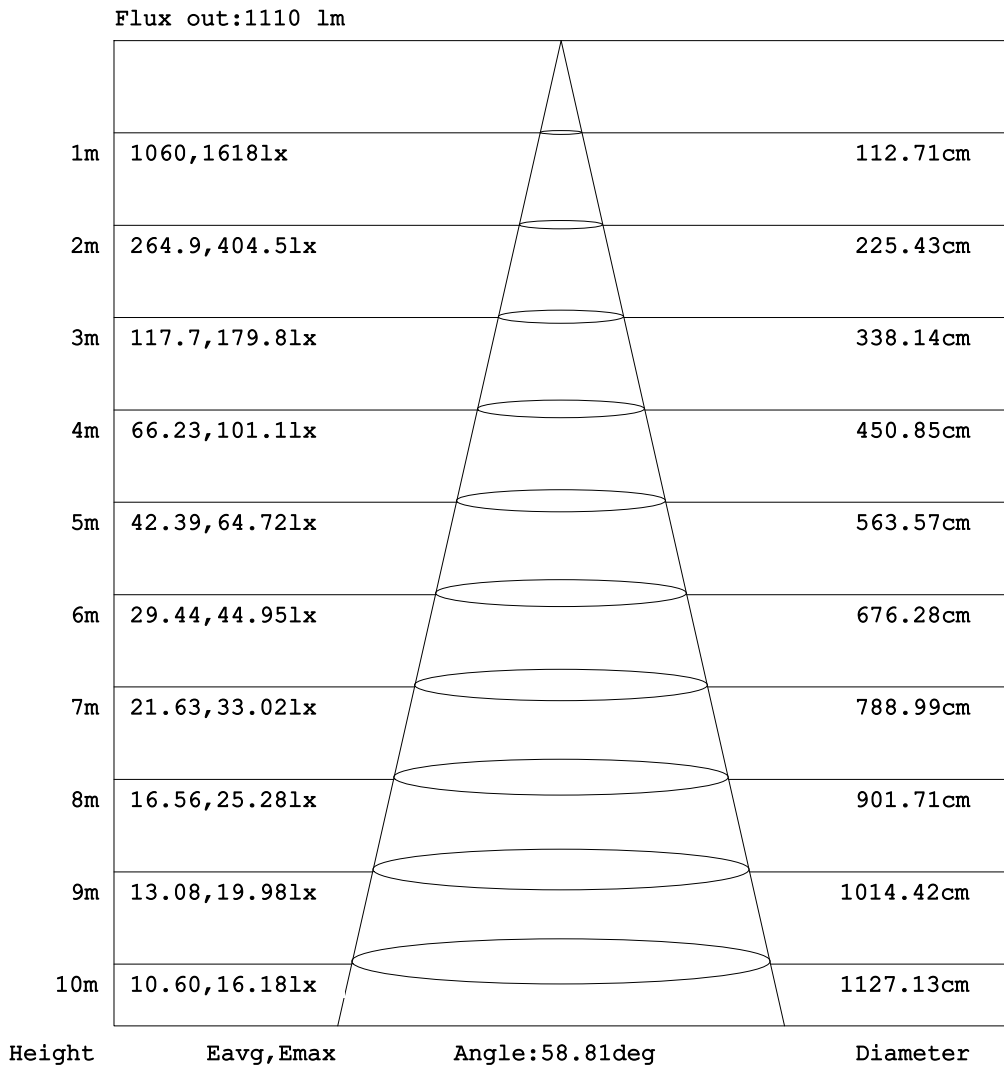 Flux out:1110 lm
1m 1060,1618lx 112.71cm
2m 264.9,404.5lx 225.43cm
3m 117.7,179.8lx 338.14cm
4m 66.23,101.1lx 450.85cm
5m 42.39,64.72lx 563.57cm
6m 29.44,44.95lx 676.28cm
7m 21.63,33.02lx 788.99cm
8m 16.56,25.28lx 901.71cm
9m 13.08,19.98lx 1014.42cm
10m 10.60,16.18lx 1127.13cm
Height Eavg,Emax Angle:58.81deg Diameter